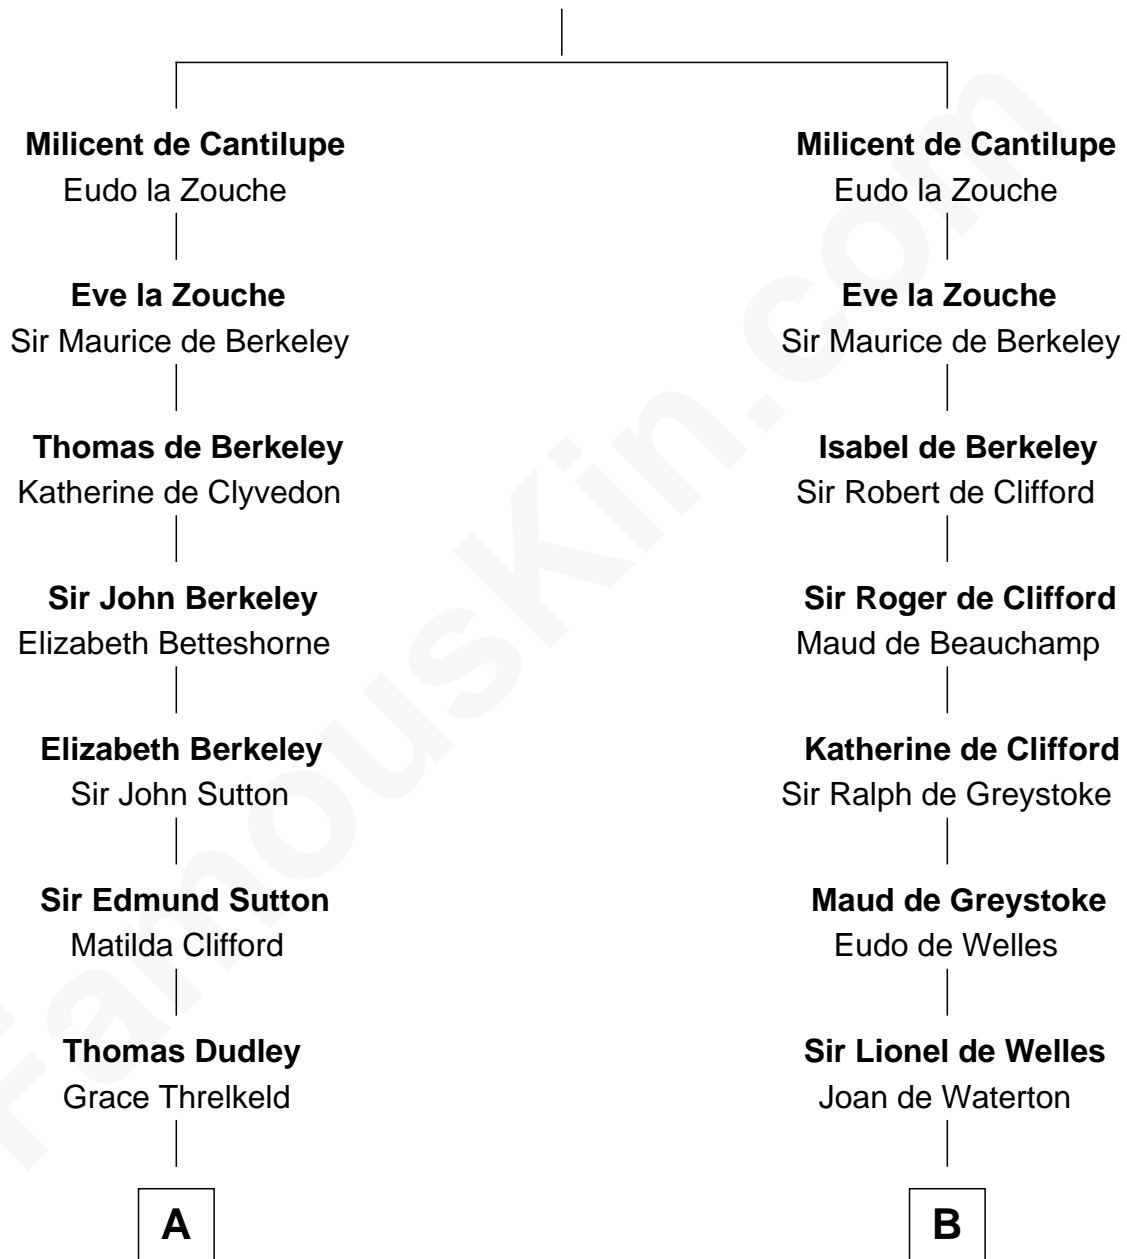 Milicent de Cantilupe
Eudo la Zouche
Eve la Zouche
Sir Maurice de Berkeley
Thomas de Berkeley
Katherine de Clyvedon
Sir John Berkeley
Elizabeth Betteshorne
Elizabeth Berkeley
Sir John Sutton
Sir Edmund Sutton
Matilda Clifford
Thomas Dudley
Grace Threlkeld
A
Milicent de Cantilupe
Eudo la Zouche
Eve la Zouche
Sir Maurice de Berkeley
Isabel de Berkeley
Sir Robert de Clifford
Sir Roger de Clifford
Maud de Beauchamp
Katherine de Clifford
Sir Ralph de Greystoke
Maud de Greystoke
Eudo de Welles
Sir Lionel de Welles
Joan de Waterton
B
FamousKin.com